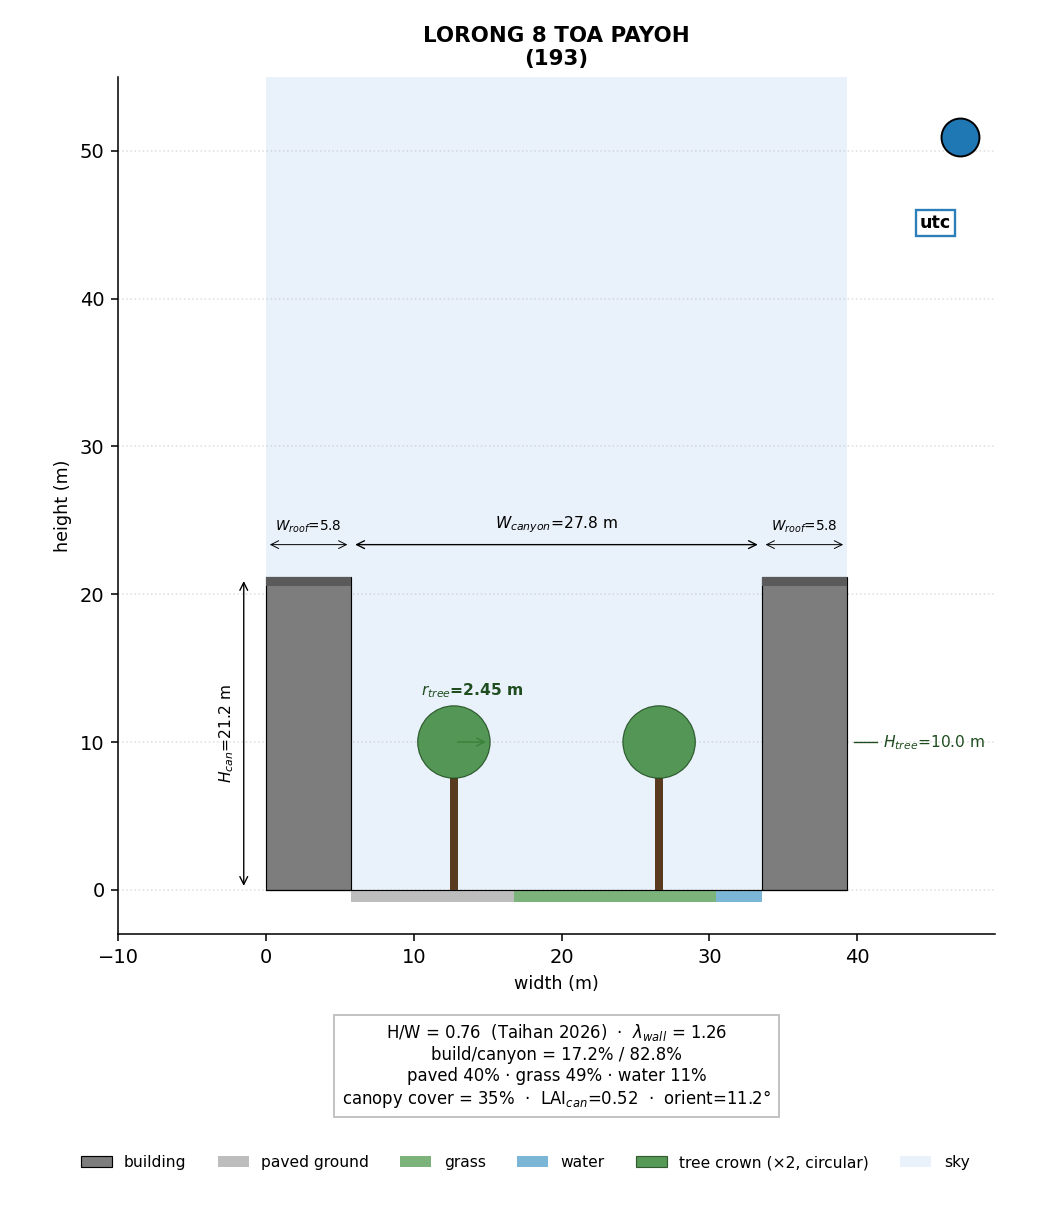 LORONG 8 TOA PAYOH
(193)
50
40
30
20
10
0
height (m)
utc
W_roof=5.8
W_canyon=27.8 m
W_roof=5.8
H_can=21.2 m
r_tree=2.45 m
H_tree=10.0 m
−10 0 10 20 30 40
width (m)
H/W = 0.76 (Taihan 2026) · λ_wall = 1.26
build/canyon = 17.2% / 82.8%
paved 40% · grass 49% · water 11%
canopy cover = 35% · LAI_can=0.52 · orient=11.2°
building paved ground grass water tree crown (×2, circular) sky